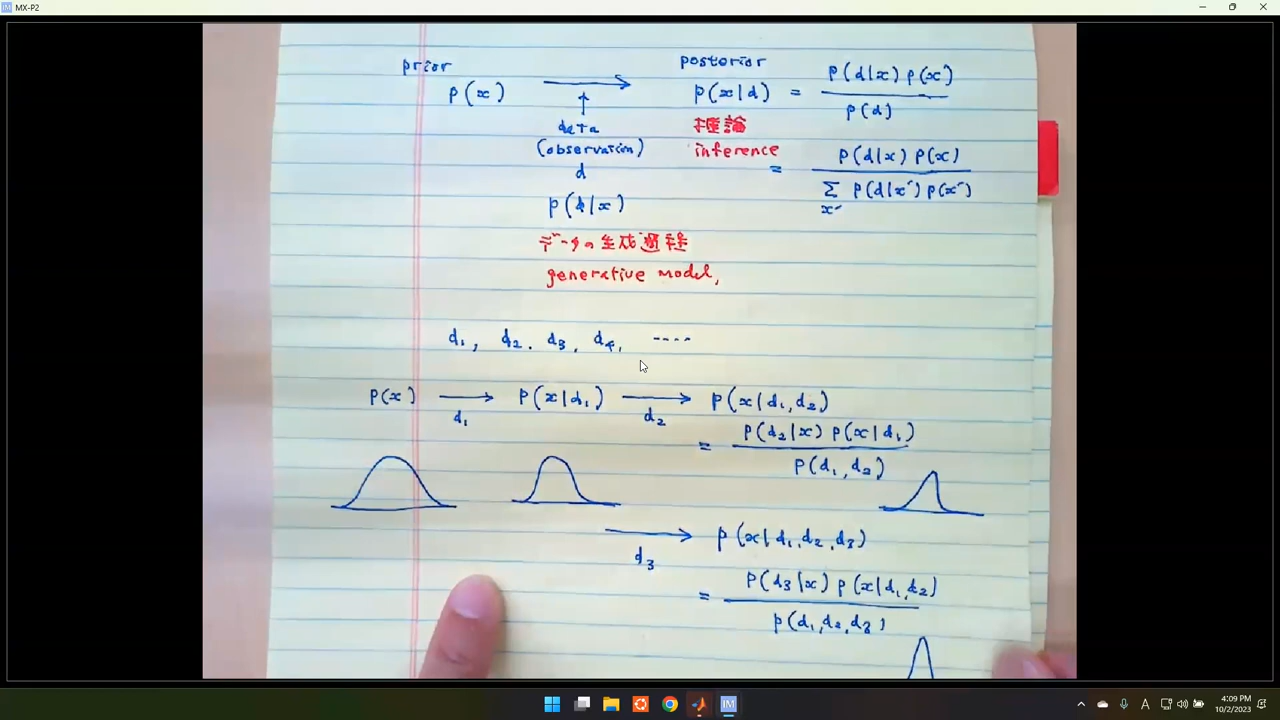 MX-P2
prior
p(x)
data
(observation)
d
p(d|x)
データの生成過程
generative model,
posterior
p(x|d) = p(d|x) p(x) / p(d)
推論
inference
= p(d|x) p(x) / Σx' p(d|x') p(x')
d1, d2. d3, d4, ----
p(x) → d1 p(x|d1) → d2 p(x|d1,d2)
= p(d2|x) p(x|d1) / p(d1,d2)
→ d3 p(x|d1,d2,d3)
= p(d3|x) p(x|d1,d2) / p(d1,d2,d3)
A
4:09 PM
10/2/2023